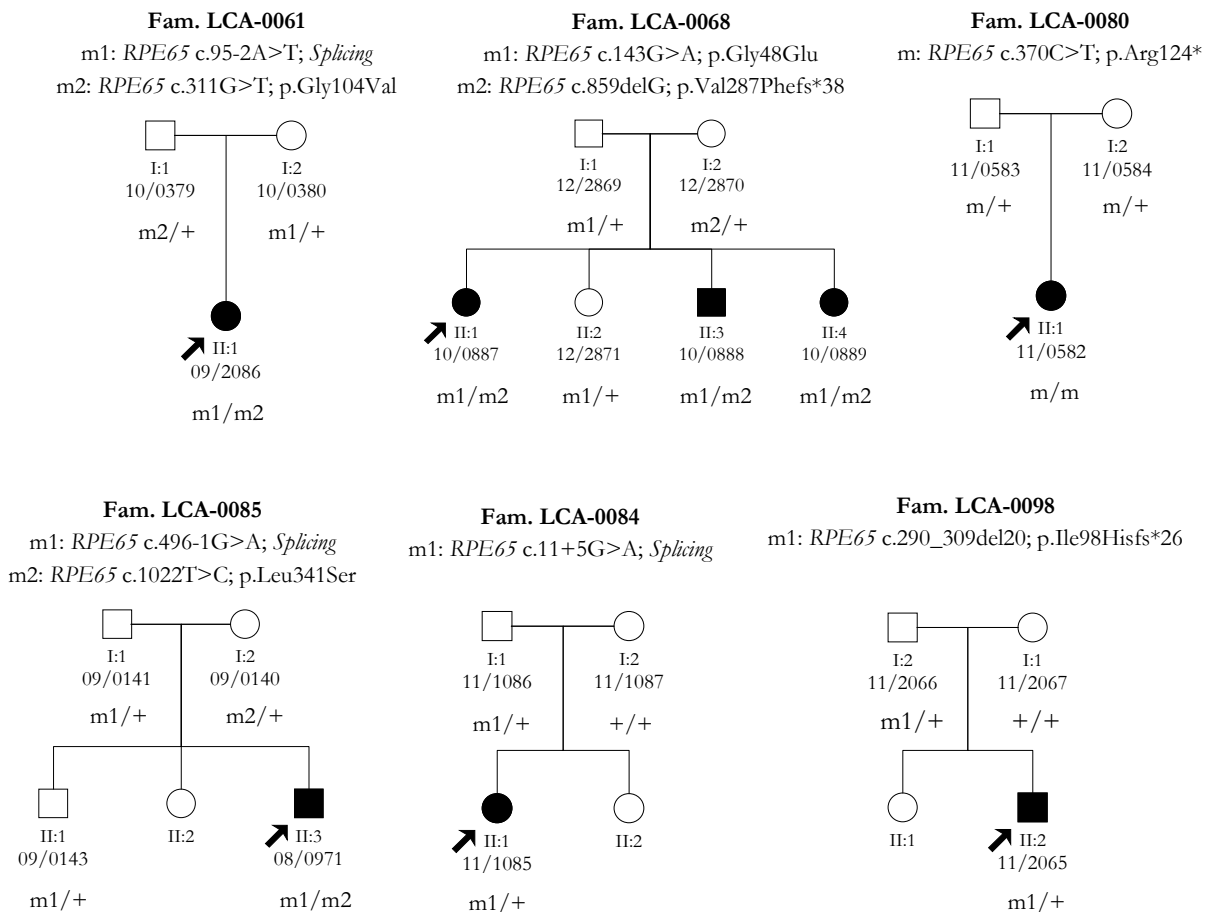 Fam. LCA-0061
m1: RPE65 c.95-2A>T; Splicing
m2: RPE65 c.311G>T; p.Gly104Val
I:1
10/0379
m2/+
I:2
10/0380
m1/+
II:1
09/2086
m1/m2
Fam. LCA-0068
m1: RPE65 c.143G>A; p.Gly48Glu
m2: RPE65 c.859delG; p.Val287Phefs*38
I:1
12/2869
m1/+
I:2
12/2870
m2/+
II:1
10/0887
m1/m2
II:2
12/2871
m1/+
II:3
10/0888
m1/m2
II:4
10/0889
m1/m2
Fam. LCA-0080
m: RPE65 c.370C>T; p.Arg124*
I:1
11/0583
m/+
I:2
11/0584
m/+
II:1
11/0582
m/m
Fam. LCA-0085
m1: RPE65 c.496-1G>A; Splicing
m2: RPE65 c.1022T>C; p.Leu341Ser
I:1
09/0141
m1/+
I:2
09/0140
m2/+
II:1
09/0143
m1/+
II:2
II:3
08/0971
m1/m2
Fam. LCA-0084
m1: RPE65 c.11+5G>A; Splicing
I:1
11/1086
m1/+
I:2
11/1087
+/+
II:1
11/1085
m1/+
II:2
Fam. LCA-0098
m1: RPE65 c.290_309del20; p.Ile98Hisfs*26
I:2
11/2066
m1/+
I:1
11/2067
+/+
II:1
II:2
11/2065
m1/+